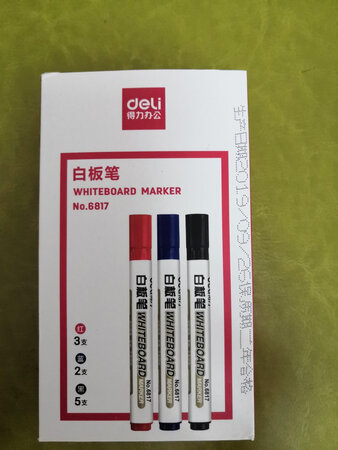 deli
得力办公
白板笔
WHITEBOARD MARKER
No.6817
红
3支
蓝
2支
黑
5支
白板笔 WHITEBOARD MARKER No.6817
白板笔 WHITEBOARD MARKER No.6817
白板笔 WHITEBOARD MARKER No.6817
生产日期2019/09/26保质期二年合格